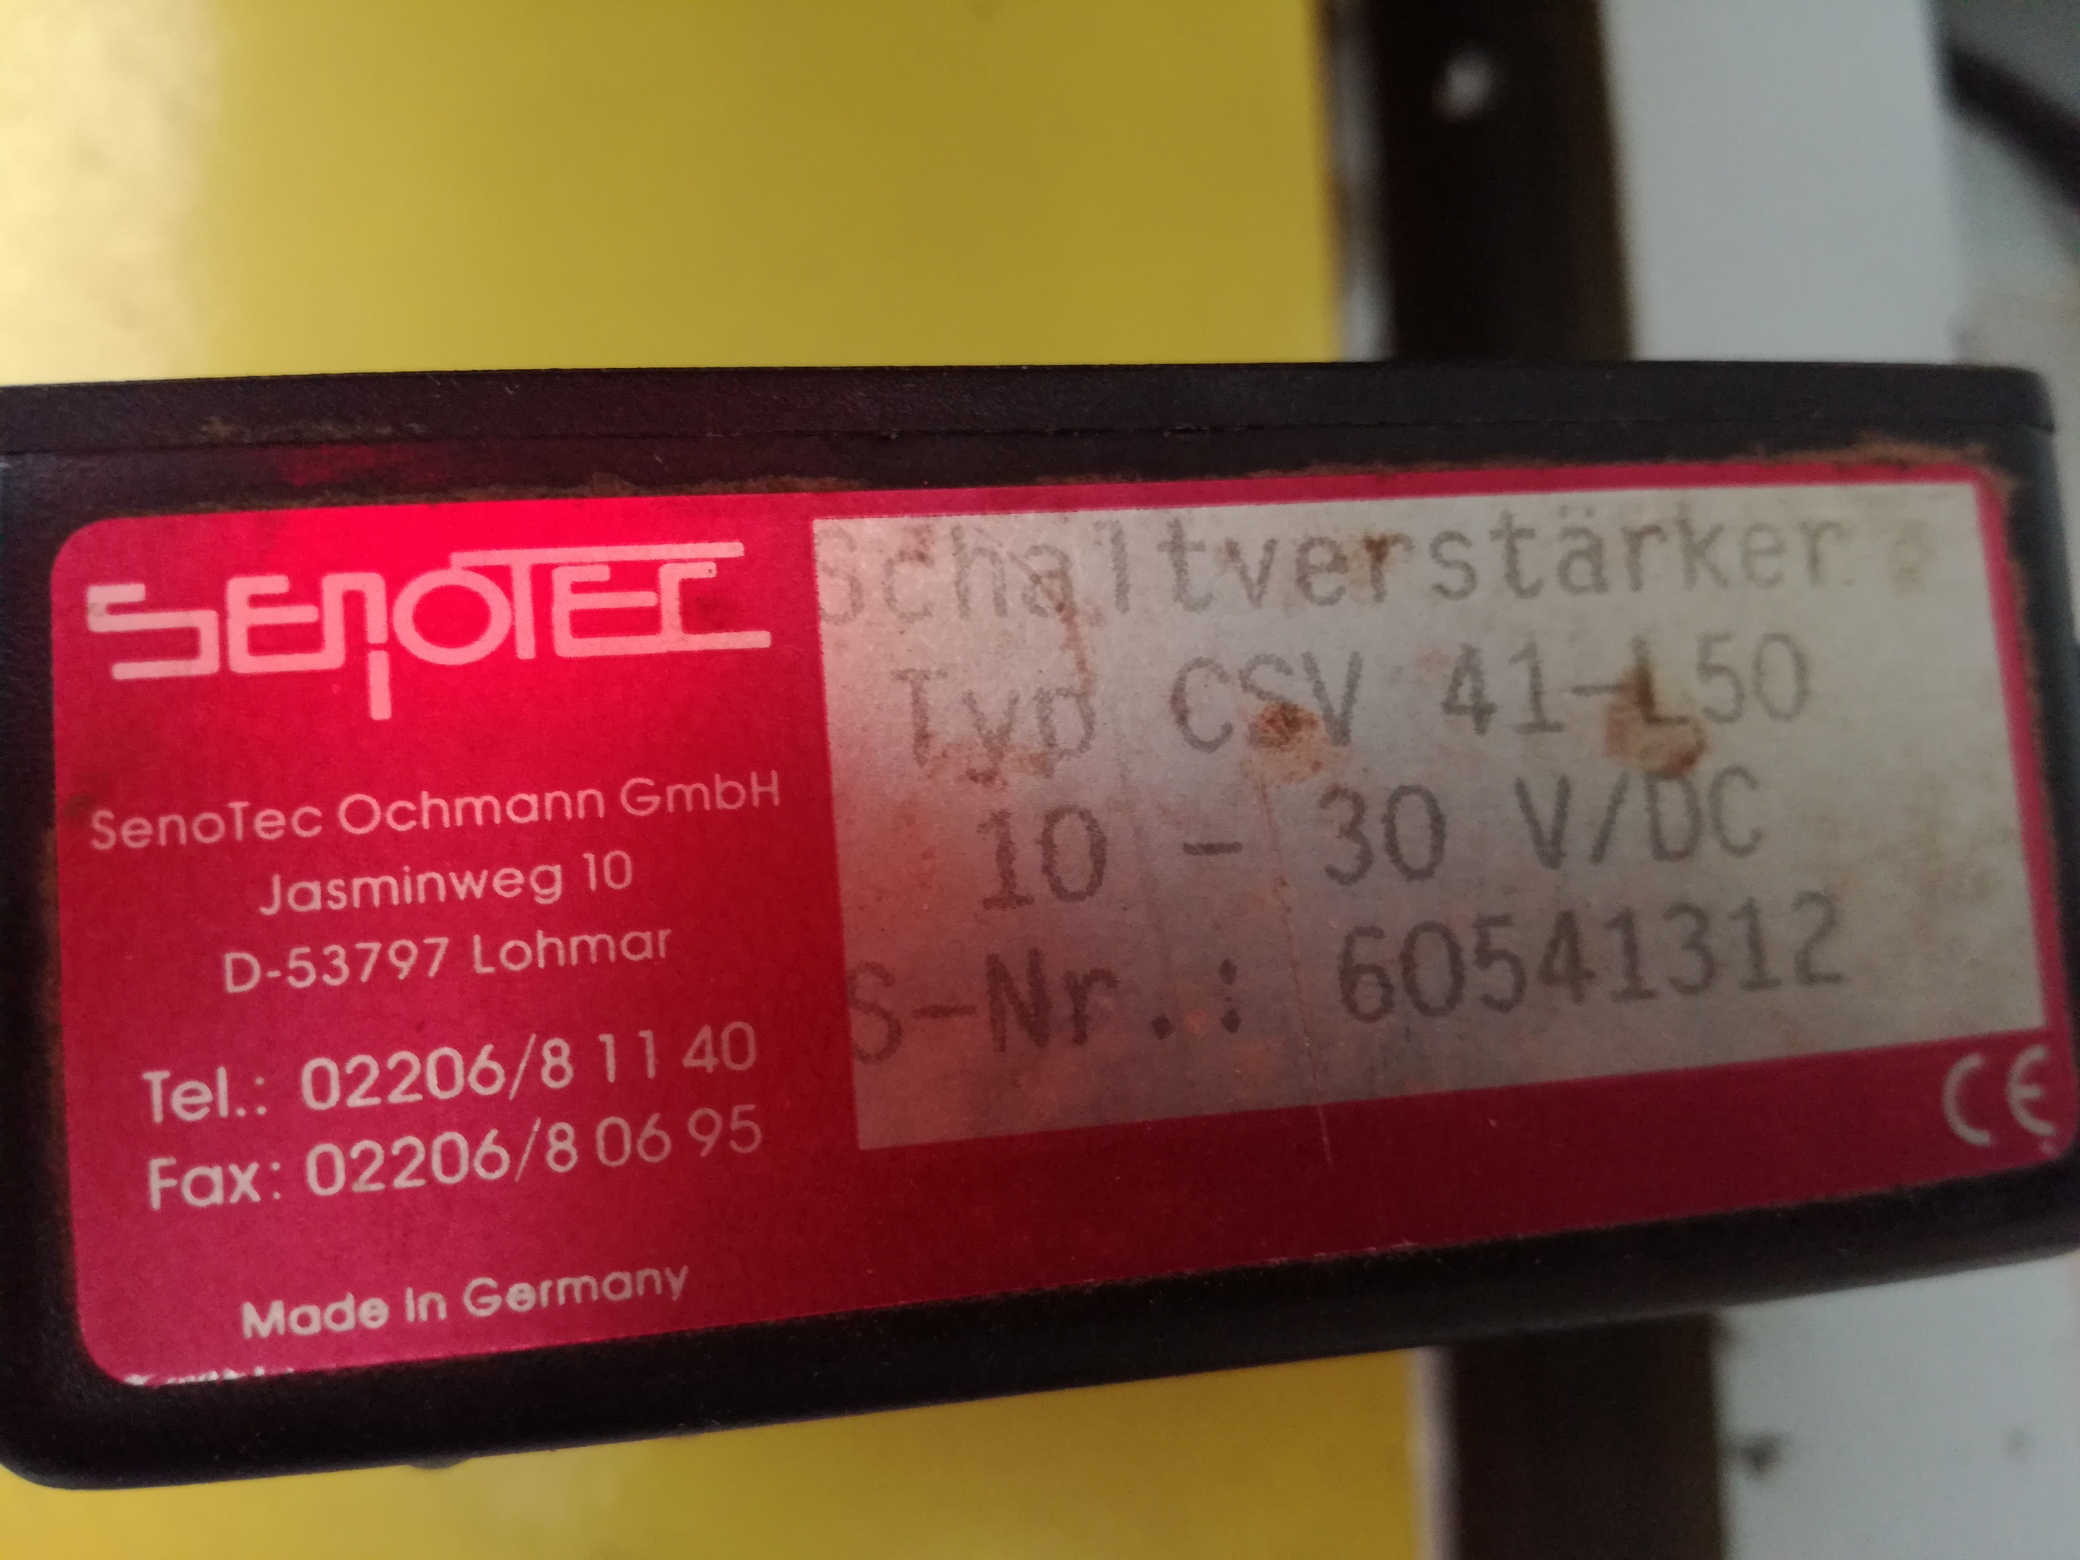 SENOTEC
SenoTec Ochmann GmbH
Jasminweg 10
D-53797 Lohmar
Tel.: 02206/8 11 40
Fax: 02206/8 06 95
Made In Germany
Schaltverstärker
Typ CSV 41-L50
10 - 30 V/DC
S-Nr.: 60541312
CE